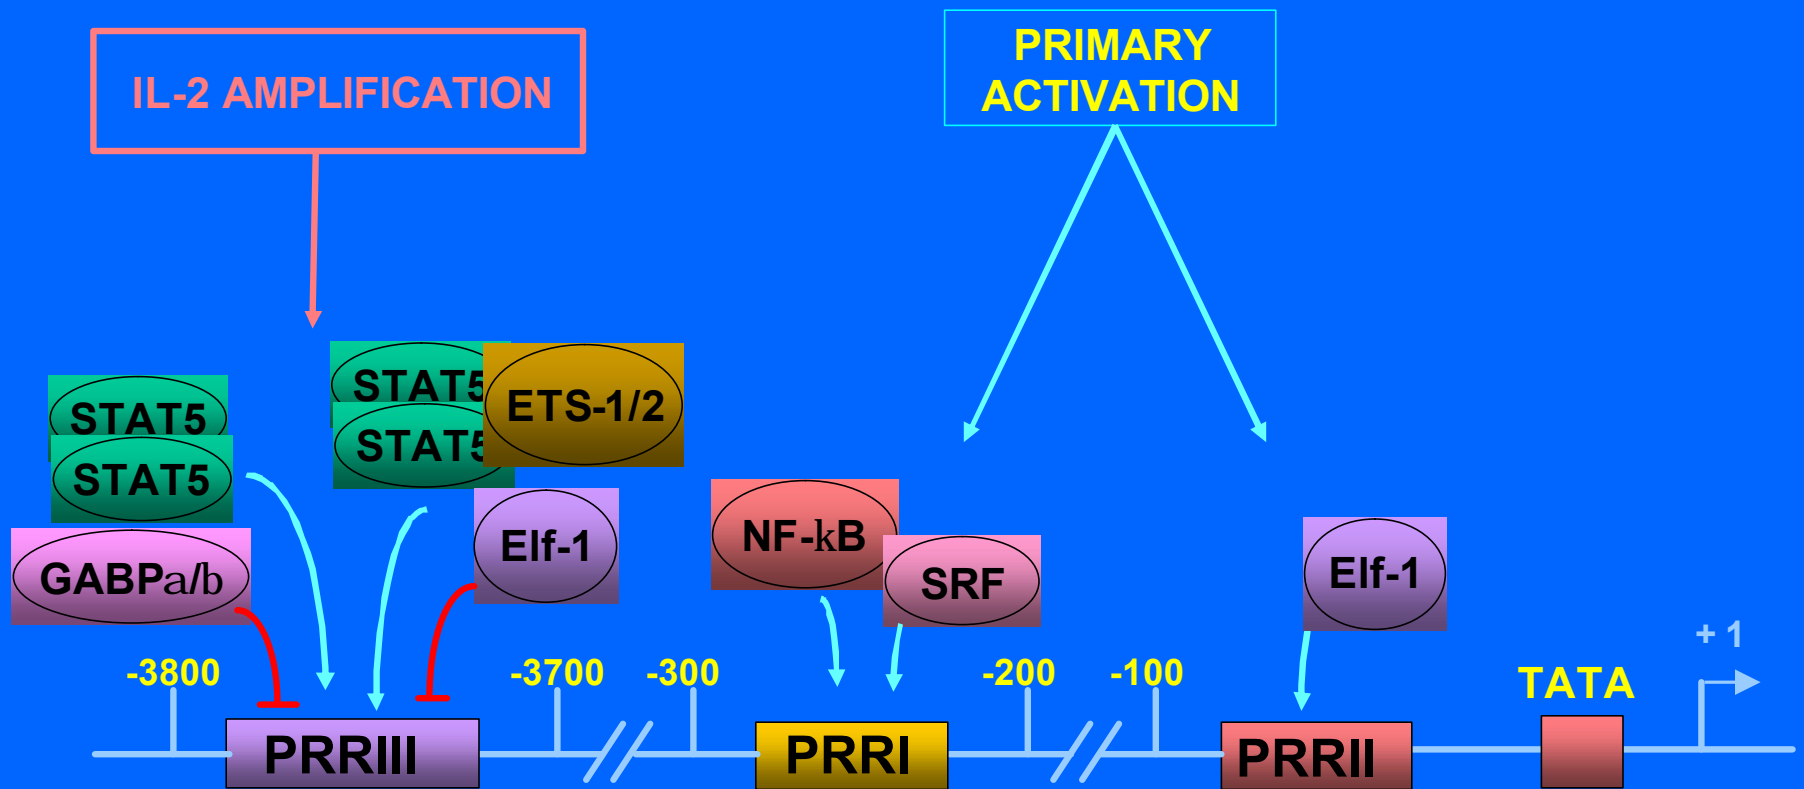 IL-2 AMPLIFICATION
PRIMARY
ACTIVATION
STAT5
STAT5
GABPa/b
STAT5
STAT5
ETS-1/2
Elf-1
NF-kB
SRF
Elf-1
-3800
-3700
-300
-200
-100
TATA
+ 1
PRRIII
PRRI
PRRII